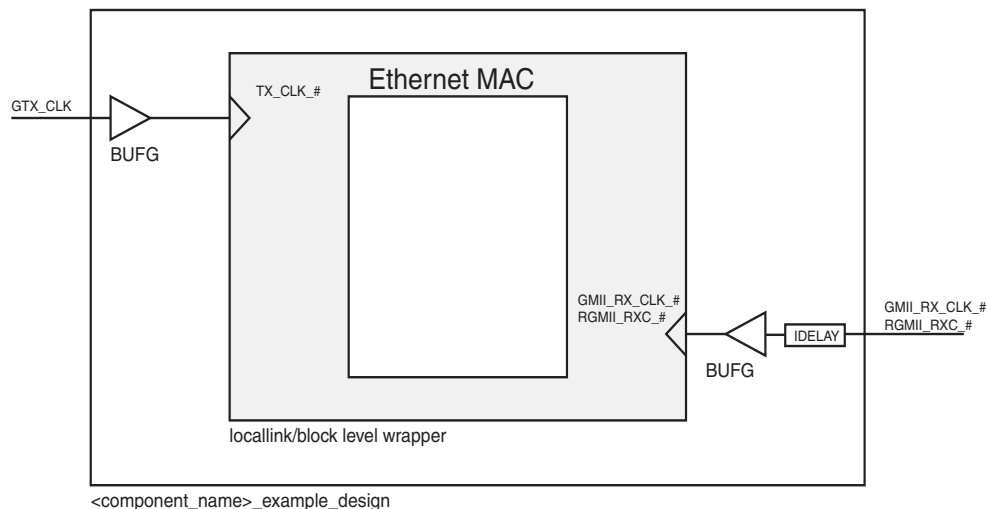 Ethernet MAC
TX_CLK_#
GTX_CLK
BUFG
GMII_RX_CLK_#
RGMII_RXC_#
GMII_RX_CLK_#
RGMII_RXC_#
IDELAY
BUFG
locallink/block level wrapper
<component_name>_example_design